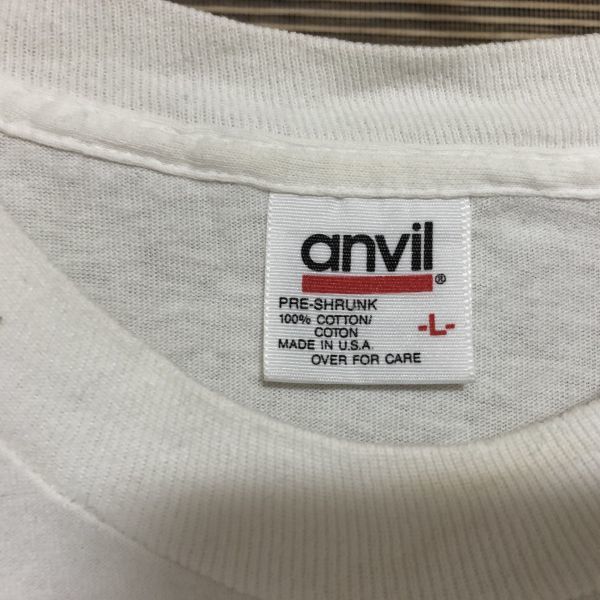 anvil®
PRE-SHRUNK
100% COTTON/
COTON
-L-
MADE IN U.S.A.
OVER FOR CARE